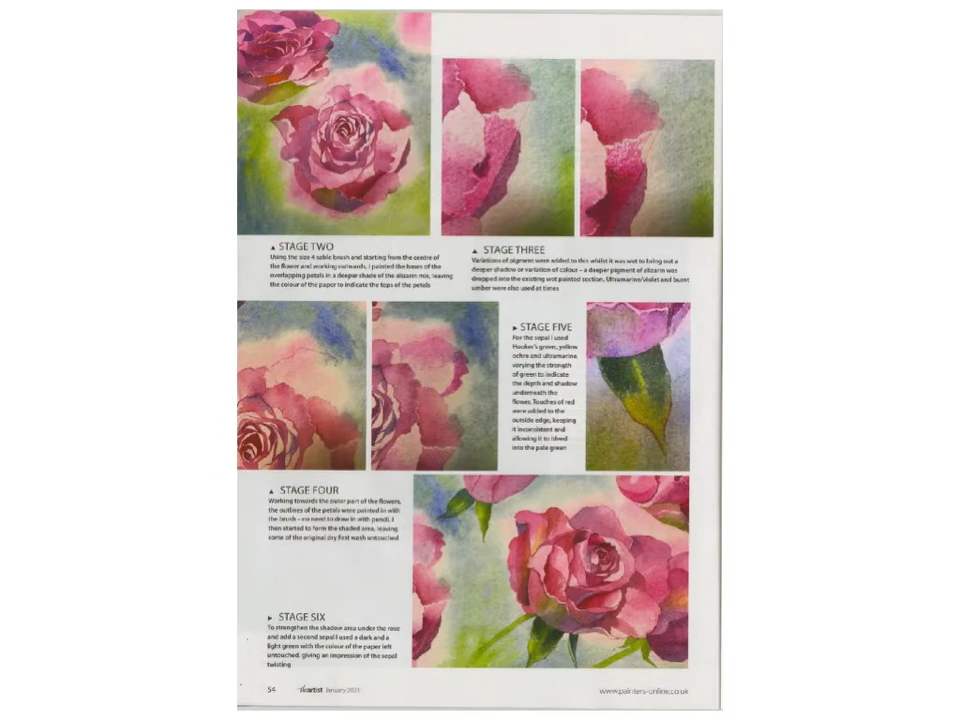 ▲ STAGE TWO
Using the size 4 sable brush and starting from the centre of
the flower and working outwards, I painted the bases of the
overlapping petals in a deeper shade of the alizarin mix, leaving
the colour of the paper to indicate the tops of the petals
▲ STAGE THREE
Variations of pigment were added to this whilst it was wet to bring out a
deeper shadow or variation of colour – a deeper pigment of alizarin was
dropped into the existing wet painted section. Ultramarine/violet and burnt
umber were also used at times
► STAGE FIVE
For the sepal I used
Hooker's green, yellow
ochre and ultramarine,
varying the strength
of green to indicate
the depth and shadow
underneath the
flower. Touches of red
were added to the
outside edge, keeping
it inconsistent and
allowing it to bleed
into the pale green
▲ STAGE FOUR
Working towards the outer part of the flowers,
the outlines of the petals were painted in with
the brush – no need to draw in with pencil. I
then started to form the shaded area, leaving
some of the original dry first wash untouched
► STAGE SIX
To strengthen the shadow area under the rose
and add a second sepal I used a dark and a
light green with the colour of the paper left
untouched, giving an impression of the sepal
twisting
54 the artist January 2021 www.painters-online.co.uk